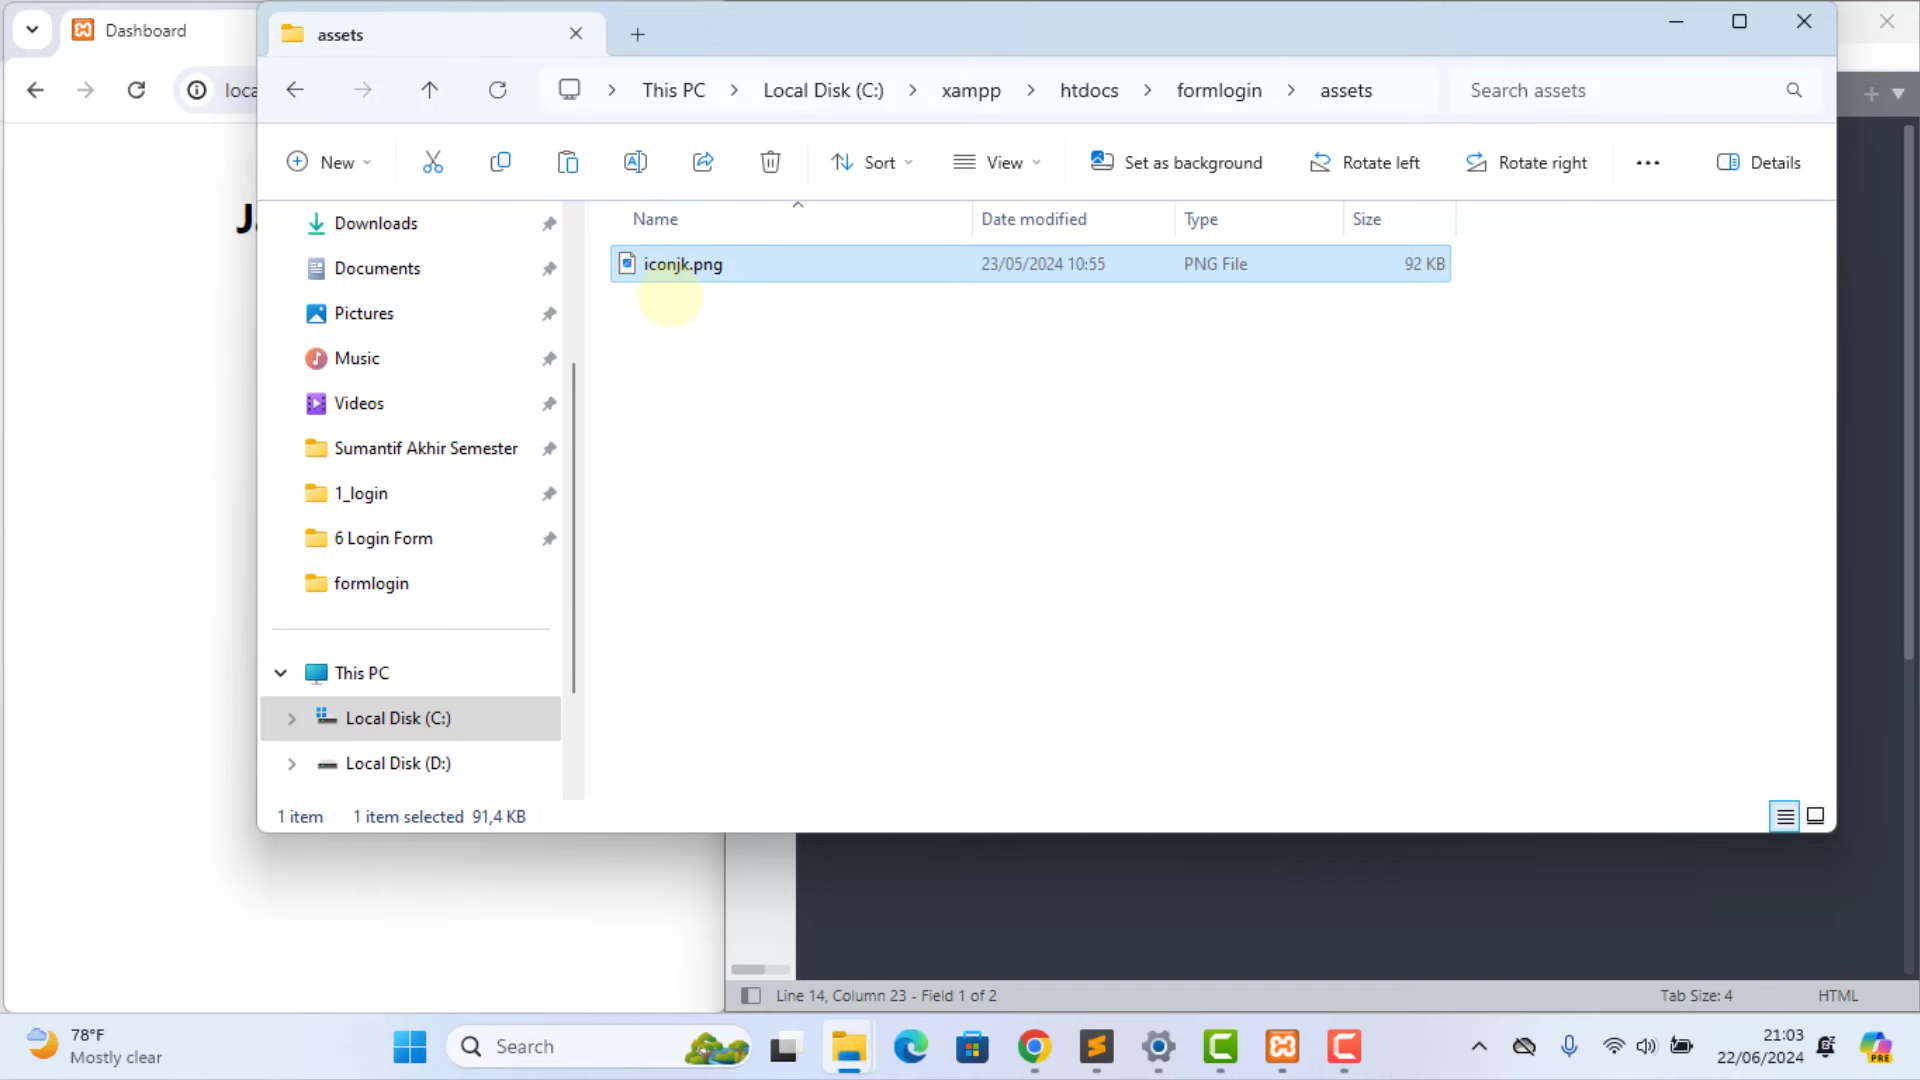 Dashboard
assets
loca
This PC
Local Disk (C:)
xampp
htdocs
formlogin
assets
Search assets
New
Sort
View
Set as background
Rotate left
Rotate right
Details
Name
Date modified
Type
Size
iconjk.png
23/05/2024 10:55
PNG File
92 KB
Downloads
Documents
Pictures
Music
Videos
Sumantif Akhir Semester
1_login
6 Login Form
formlogin
This PC
Local Disk (C:)
Local Disk (D:)
1 item
1 item selected 91,4 KB
Line 14, Column 23 - Field 1 of 2
Tab Size: 4
HTML
78°F
Mostly clear
Search
21:03
22/06/2024
PRE